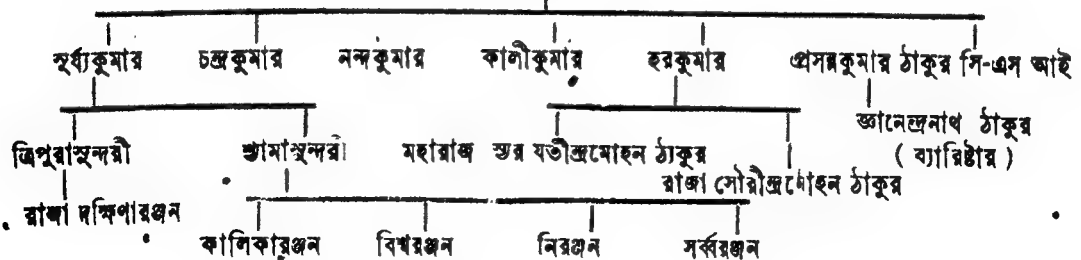 সূর্য্যকুমার চন্দ্রকুমার নন্দকুমার কালীকুমার হরকুমার প্রসন্নকুমার ঠাকুর সি-এস আই
জ্ঞানেন্দ্রনাথ ঠাকুর
ত্রিপুরাসুন্দরী শ্যামাসুন্দরী মহারাজ স্যর যতীন্দ্রমোহন ঠাকুর ( ব্যারিষ্টার )
রাজা সৌরীন্দ্রমোহন ঠাকুর
রাজা দক্ষিণারঞ্জন
কালিকারঞ্জন বিশ্বরঞ্জন নিরঞ্জন সর্ব্বরঞ্জন